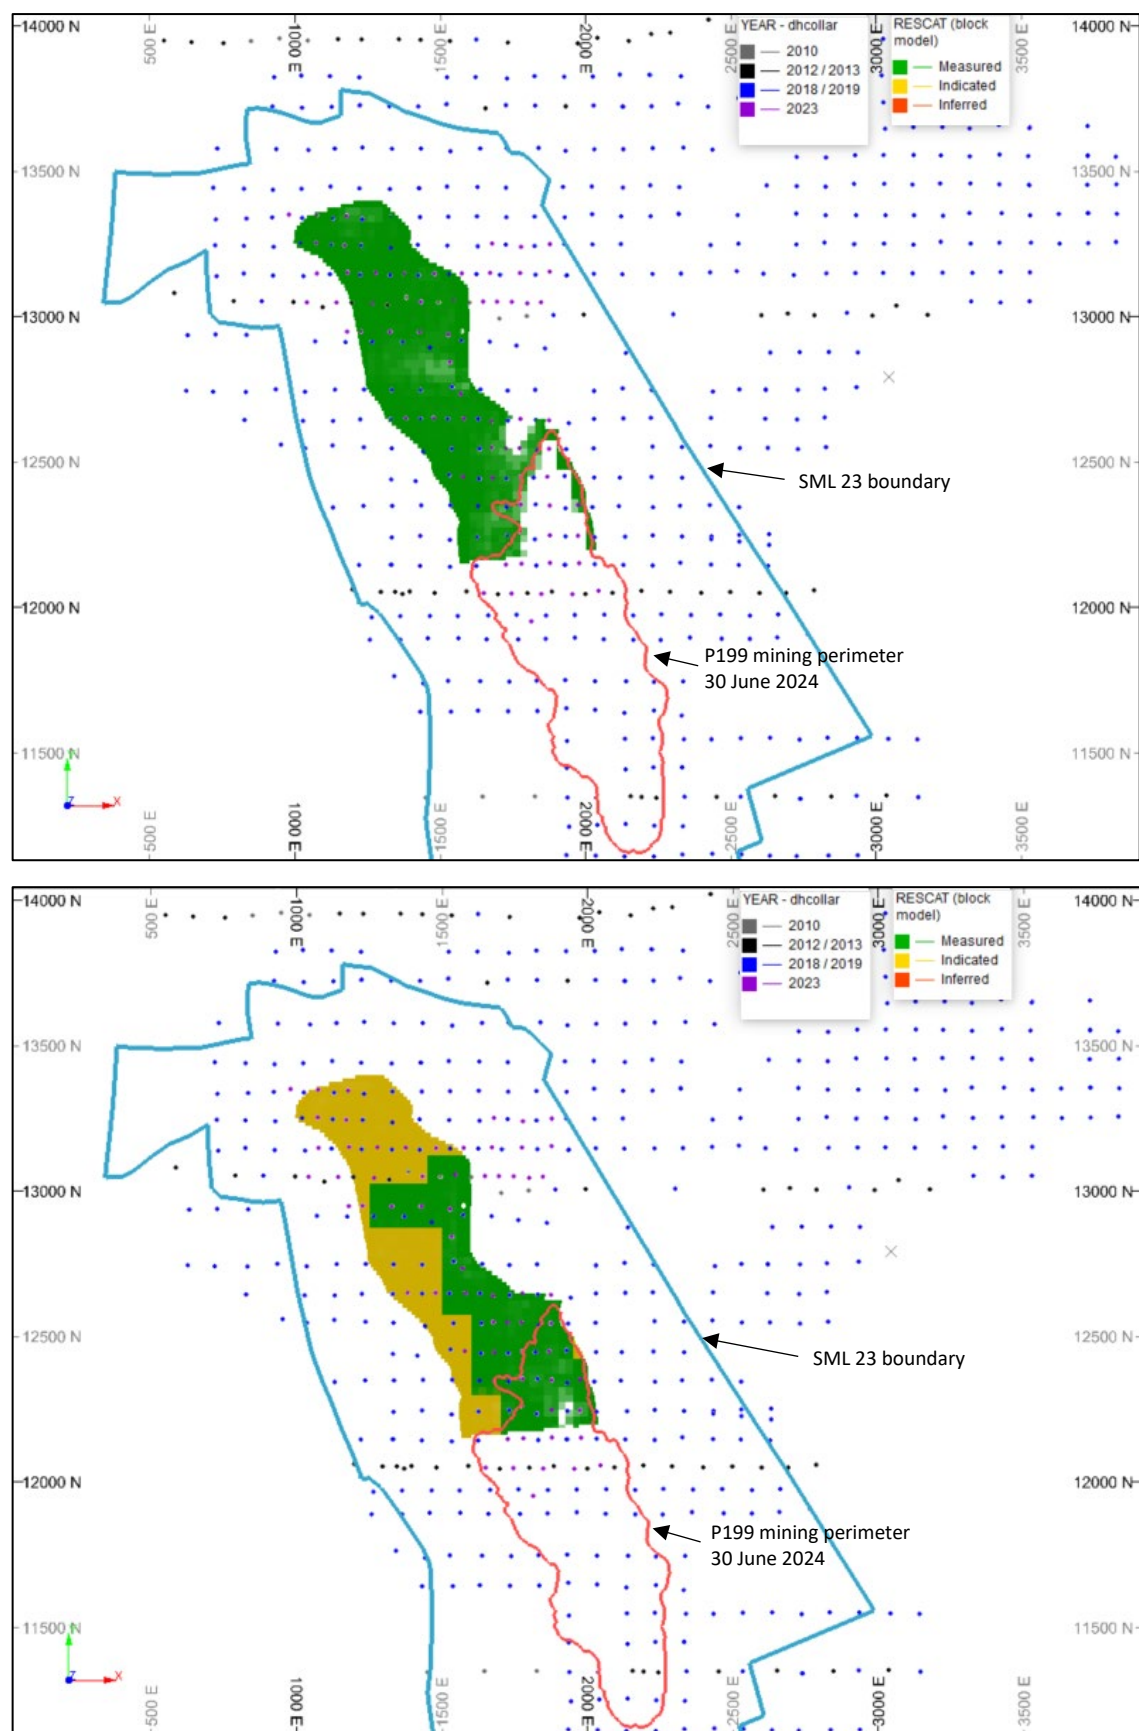 14000 N
500 E
1000 E
1500 E
2000 E
2500 E
3000 E
3500 E
14000 N
YEAR - dhcollar
2010
2012 / 2013
2018 / 2019
2023
RESCAT (block
model)
Measured
Indicated
Inferred
13500 N
13500 N
13000 N
13000 N
12500 N
12500 N
SML 23 boundary
12000 N
12000 N
P199 mining perimeter
30 June 2024
11500 N
11500 N
Z
X
500 E
1000 E
1500 E
2000 E
2500 E
3000 E
3500 E
14000 N
500 E
1000 E
1500 E
2000 E
2500 E
3000 E
3500 E
14000 N
YEAR - dhcollar
2010
2012 / 2013
2018 / 2019
2023
RESCAT (block
model)
Measured
Indicated
Inferred
13500 N
13500 N
13000 N
13000 N
12500 N
12500 N
SML 23 boundary
12000 N
12000 N
P199 mining perimeter
30 June 2024
11500 N
11500 N
Z
X
500 E
1000 E
1500 E
2000 E
2500 E
3000 E
3500 E